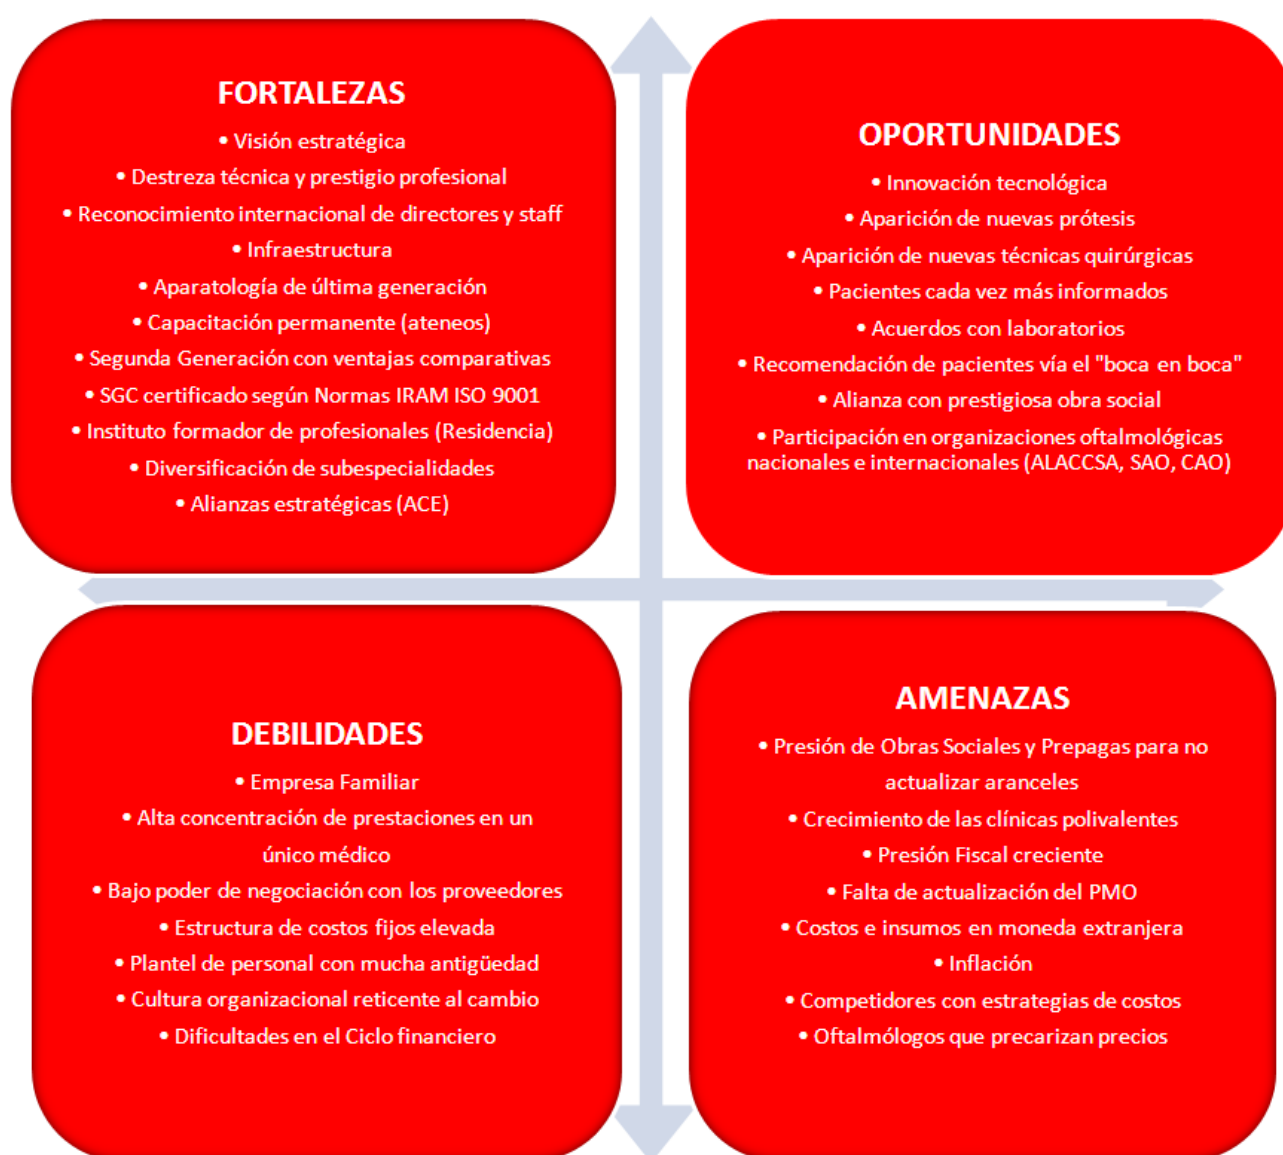 FORTALEZAS
• Visión estratégica
• Destreza técnica y prestigio profesional
• Reconocimiento internacional de directores y staff
• Infraestructura
• Aparatología de última generación
• Capacitación permanente (ateneos)
• Segunda Generación con ventajas comparativas
• SGC certificado según Normas IRAM ISO 9001
• Instituto formador de profesionales (Residencia)
• Diversificación de subespecialidades
• Alianzas estratégicas (ACE)
OPORTUNIDADES
• Innovación tecnológica
• Aparición de nuevas prótesis
• Aparición de nuevas técnicas quirúrgicas
• Pacientes cada vez más informados
• Acuerdos con laboratorios
• Recomendación de pacientes vía el "boca en boca"
• Alianza con prestigiosa obra social
• Participación en organizaciones oftalmológicas
nacionales e internacionales (ALACCSA, SAO, CAO)
DEBILIDADES
• Empresa Familiar
• Alta concentración de prestaciones en un
único médico
• Bajo poder de negociación con los proveedores
• Estructura de costos fijos elevada
• Plantel de personal con mucha antigüedad
• Cultura organizacional reticente al cambio
• Dificultades en el Ciclo financiero
AMENAZAS
• Presión de Obras Sociales y Prepagas para no
actualizar aranceles
• Crecimiento de las clínicas polivalentes
• Presión Fiscal creciente
• Falta de actualización del PMO
• Costos e insumos en moneda extranjera
• Inflación
• Competidores con estrategias de costos
• Oftalmólogos que precarizan precios